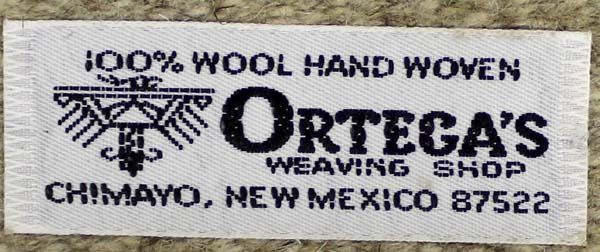 100% WOOL HAND WOVEN
ORTEGA'S
WEAVING SHOP
CHIMAYO, NEW MEXICO 87522